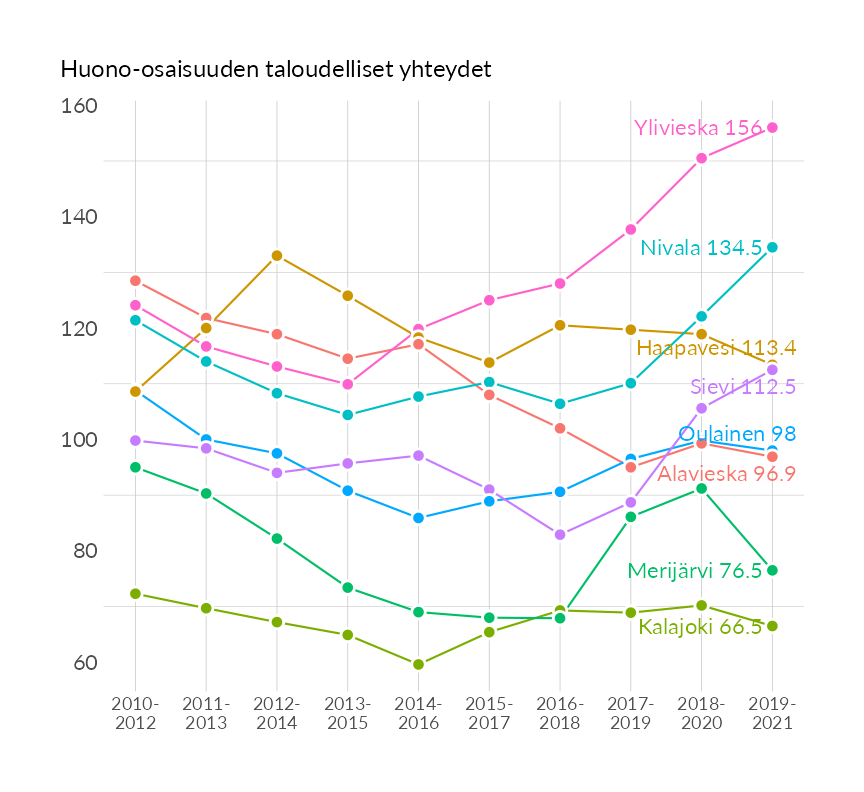 Huono-osaisuuden taloudelliset yhteydet
160
140
120
100
80
60
Ylivieska 156
Nivala 134.5
Haapavesi 113.4
Sievi 112.5
Oulainen 98
Alavieska 96.9
Merijärvi 76.5
Kalajoki 66.5
2010- 2011- 2012- 2013- 2014- 2015- 2016- 2017- 2018- 2019-
2012 2013 2014 2015 2016 2017 2018 2019 2020 2021